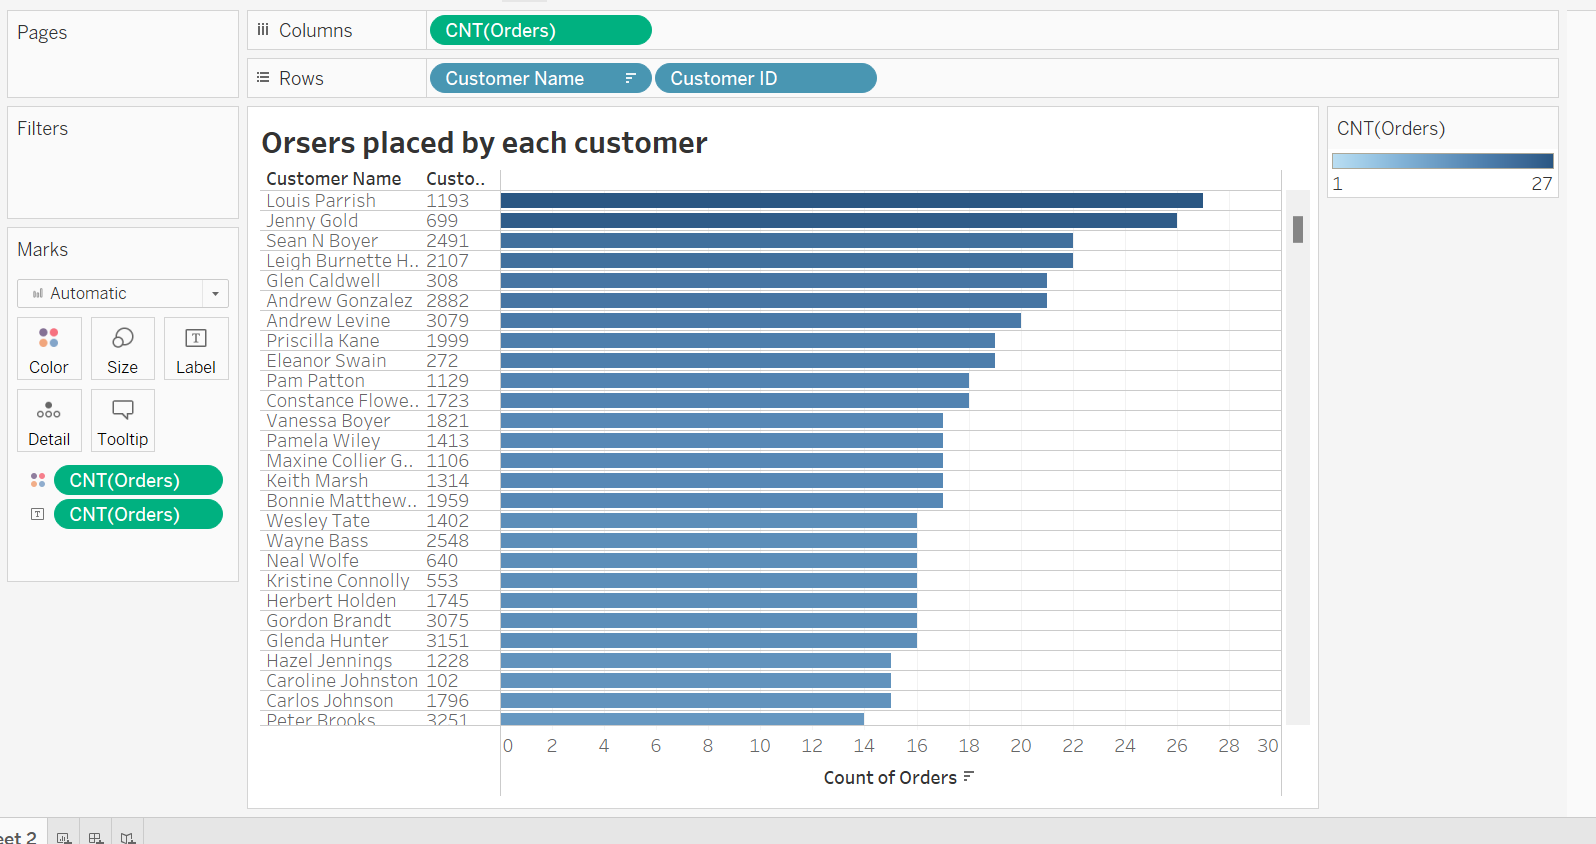 Pages
Columns
CNT(Orders)
Rows
Customer Name
Customer ID
Filters
Marks
Automatic
Color
Size
Label
Detail
Tooltip
CNT(Orders)
CNT(Orders)
Orsers placed by each customer
Customer Name Custo..
Louis Parrish 1193
Jenny Gold 699
Sean N Boyer 2491
Leigh Burnette H.. 2107
Glen Caldwell 308
Andrew Gonzalez 2882
Andrew Levine 3079
Priscilla Kane 1999
Eleanor Swain 272
Pam Patton 1129
Constance Flowe.. 1723
Vanessa Boyer 1821
Pamela Wiley 1413
Maxine Collier G.. 1106
Keith Marsh 1314
Bonnie Matthew.. 1959
Wesley Tate 1402
Wayne Bass 2548
Neal Wolfe 640
Kristine Connolly 553
Herbert Holden 1745
Gordon Brandt 3075
Glenda Hunter 3151
Hazel Jennings 1228
Caroline Johnston 102
Carlos Johnson 1796
Peter Brooks 3251
0 2 4 6 8 10 12 14 16 18 20 22 24 26 28 30
Count of Orders
CNT(Orders)
1 27
eet 2